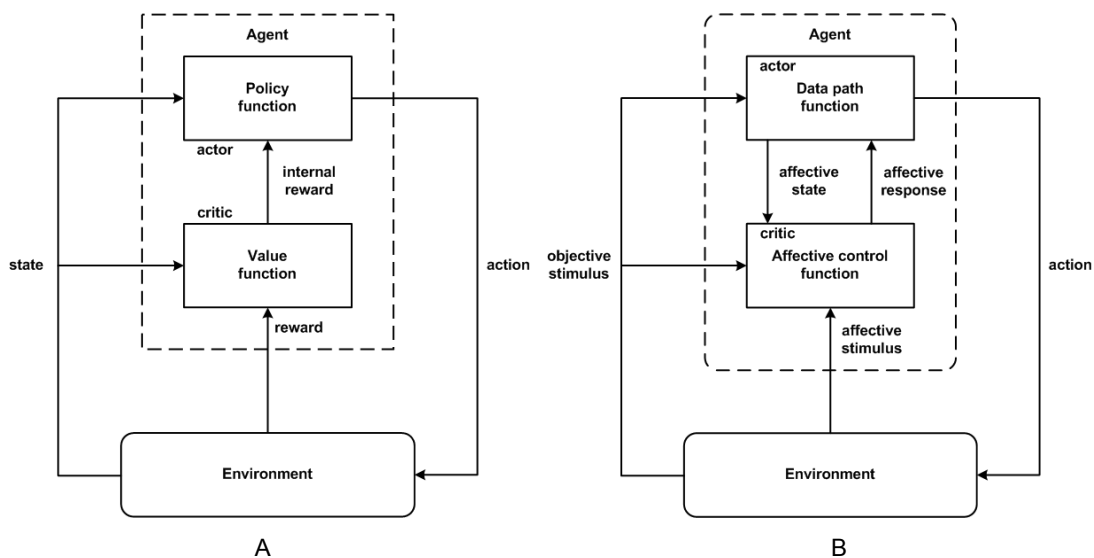 Agent
Policy
function
actor
internal
reward
critic
Value
function
state
action
reward
Environment
A
Agent
actor
Data path
function
affective
state
affective
response
critic
Affective control
function
objective
stimulus
action
affective
stimulus
Environment
B